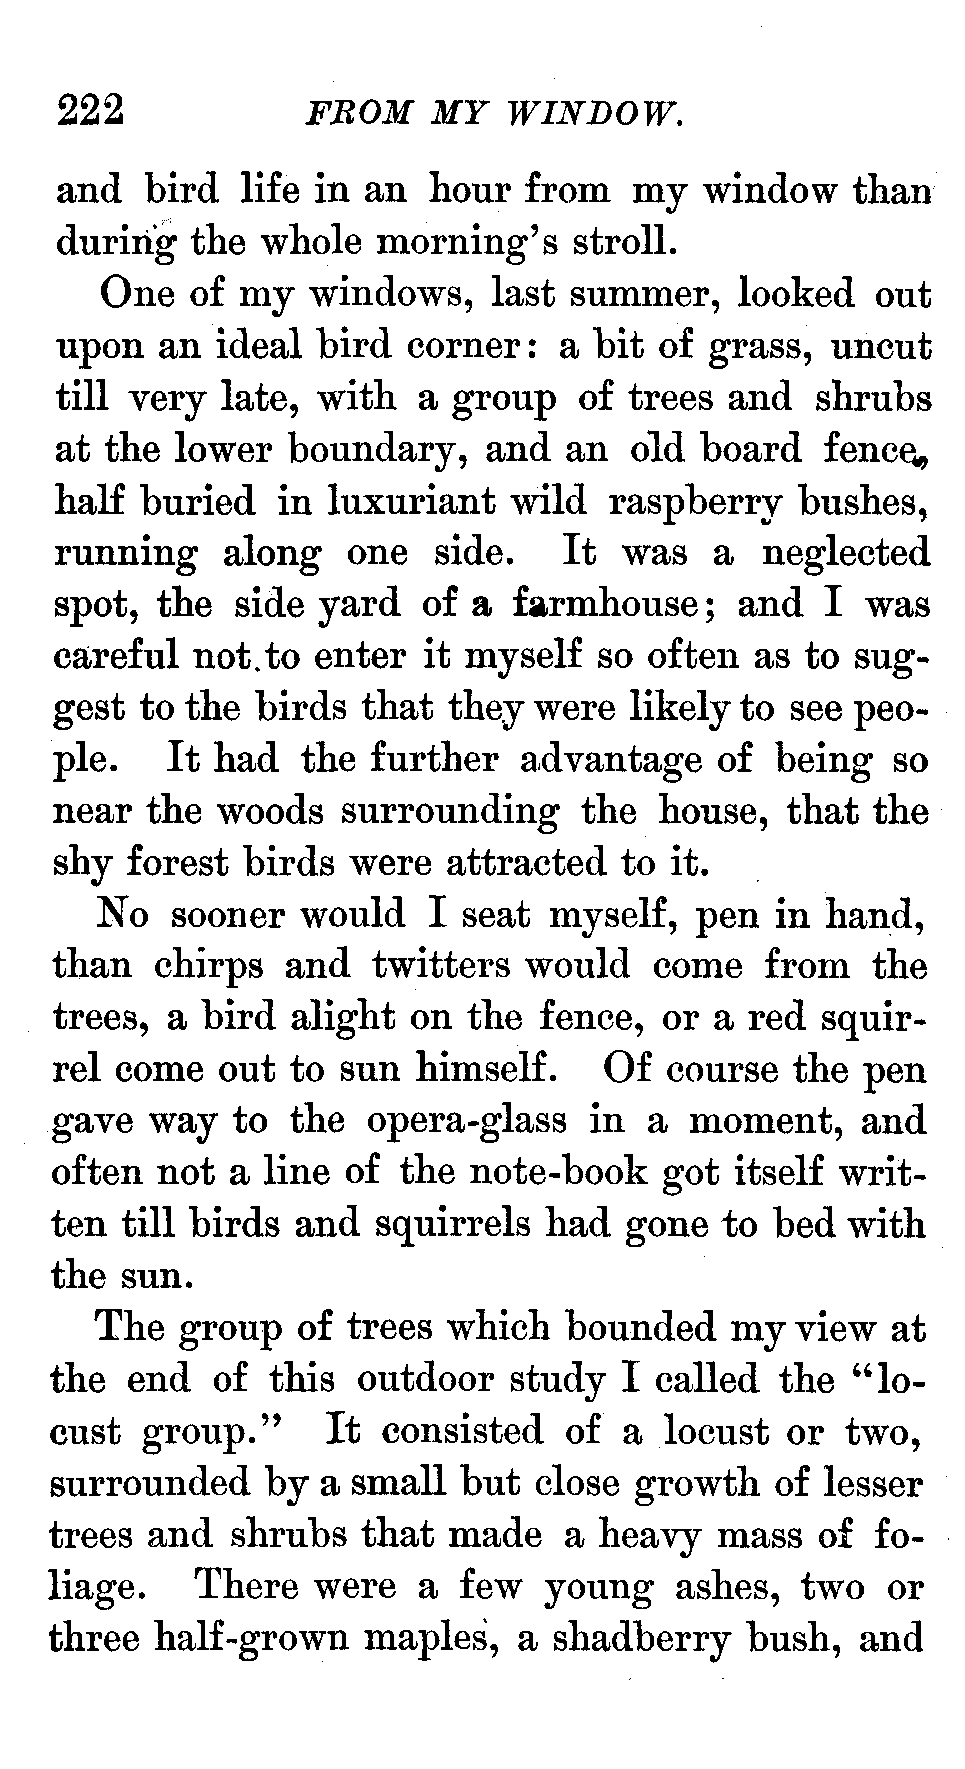 222 FROM MY WINDOW.
and bird life in an hour from my window than
during the whole morning's stroll.
One of my windows, last summer, looked out
upon an ideal bird corner: a bit of grass, uncut
till very late, with a group of trees and shrubs
at the lower boundary, and an old board fence,
half buried in luxuriant wild raspberry bushes,
running along one side. It was a neglected
spot, the side yard of a farmhouse; and I was
careful not to enter it myself so often as to sug-
gest to the birds that they were likely to see peo-
ple. It had the further advantage of being so
near the woods surrounding the house, that the
shy forest birds were attracted to it.
No sooner would I seat myself, pen in hand,
than chirps and twitters would come from the
trees, a bird alight on the fence, or a red squir-
rel come out to sun himself. Of course the pen
gave way to the opera-glass in a moment, and
often not a line of the note-book got itself writ-
ten till birds and squirrels had gone to bed with
the sun.
The group of trees which bounded my view at
the end of this outdoor study I called the "lo-
cust group." It consisted of a locust or two,
surrounded by a small but close growth of lesser
trees and shrubs that made a heavy mass of fo-
liage. There were a few young ashes, two or
three half-grown maples, a shadberry bush, and